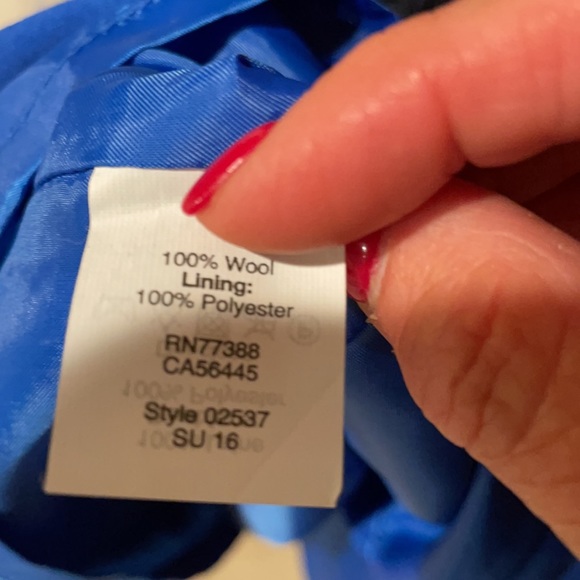 100% Wool
Lining:
100% Polyester
RN77388
CA56445
Style 02537
SU 16